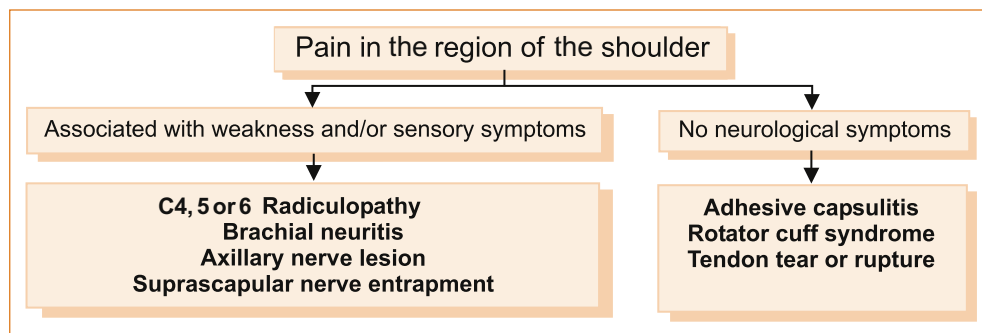 Pain in the region of the shoulder
Associated with weakness and/or sensory symptoms
No neurological symptoms
C4, 5 or 6 Radiculopathy
Brachial neuritis
Axillary nerve lesion
Suprascapular nerve entrapment
Adhesive capsulitis
Rotator cuff syndrome
Tendon tear or rupture